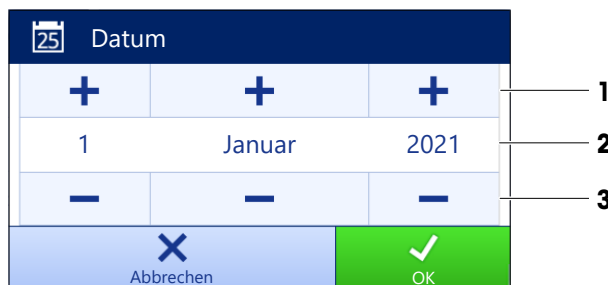 25 Datum
+ + + 1
1 Januar 2021 2
− − − 3
Abbrechen OK